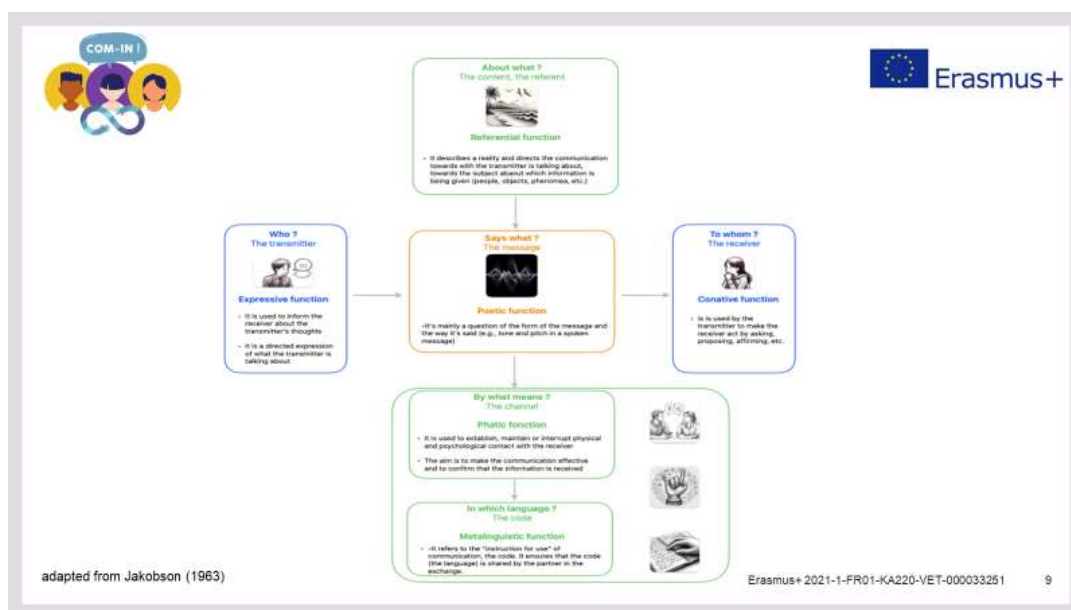 COM-IN !
Erasmus+
About what ?
The content, the referent
Referential function
- It describes a reality and directs the communication
towards with the transmitter is talking about,
towards the subject abaout which information is
being given (people, objects, phenomea, etc.)
Who ?
The transmitter
Expressive function
- It is used to inform the
receiver about the
transmitter's thoughts
- It is a directed expression
of what the transmitter is
talking about
Says what ?
The message
Poetic function
-It's mainly a question of the form of the message and
the way it's said (e.g., tune and pitch in a spoken
message)
To whom ?
The receiver
Conative function
- Is is used by the
transmitter to make the
receiver act by asking,
proposing, affirming, etc.
By what means ?
The channel
Phatic function
- It is used to establish, maintain or interrupt physical
and psychological contact with the receiver
- The aim is to make the communication effective
and to confirm that the information is received
In which language ?
The code
Metalinguistic function
- -It refers to the "instruction for use" of
communication, the code. It ensures that the code
(the language) is shared by the partner in the
exchange.
adapted from Jakobson (1963)
Erasmus+ 2021-1-FR01-KA220-VET-000033251
9